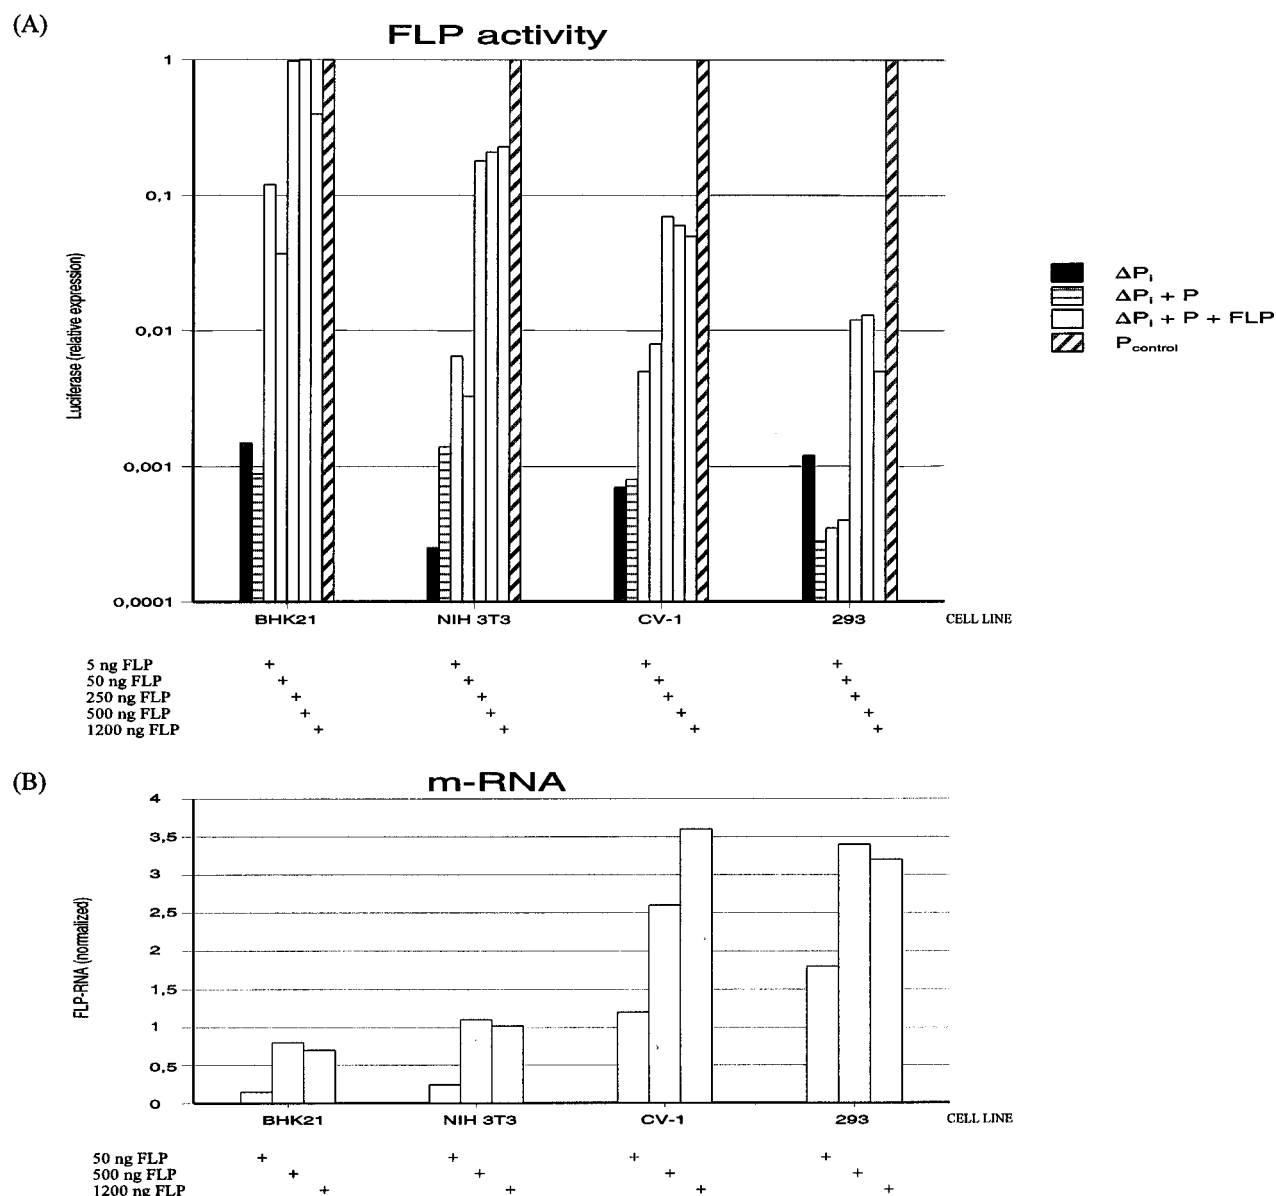 (A)
FLP activity
1
0,1
0,01
0,001
0,0001
Luciferase (relative expression)
BHK21 NIH 3T3 CV-1 293 CELL LINE
ΔPi
ΔPi + P
ΔPi + P + FLP
Pcontrol
5 ng FLP + + + +
50 ng FLP + + + +
250 ng FLP + + + +
500 ng FLP + + + +
1200 ng FLP + + + +
(B)
m-RNA
4
3,5
3
2,5
2
1,5
1
0,5
0
FLP-RNA (normalized)
BHK21 NIH 3T3 CV-1 293 CELL LINE
50 ng FLP + + + +
500 ng FLP + + + +
1200 ng FLP + + + +